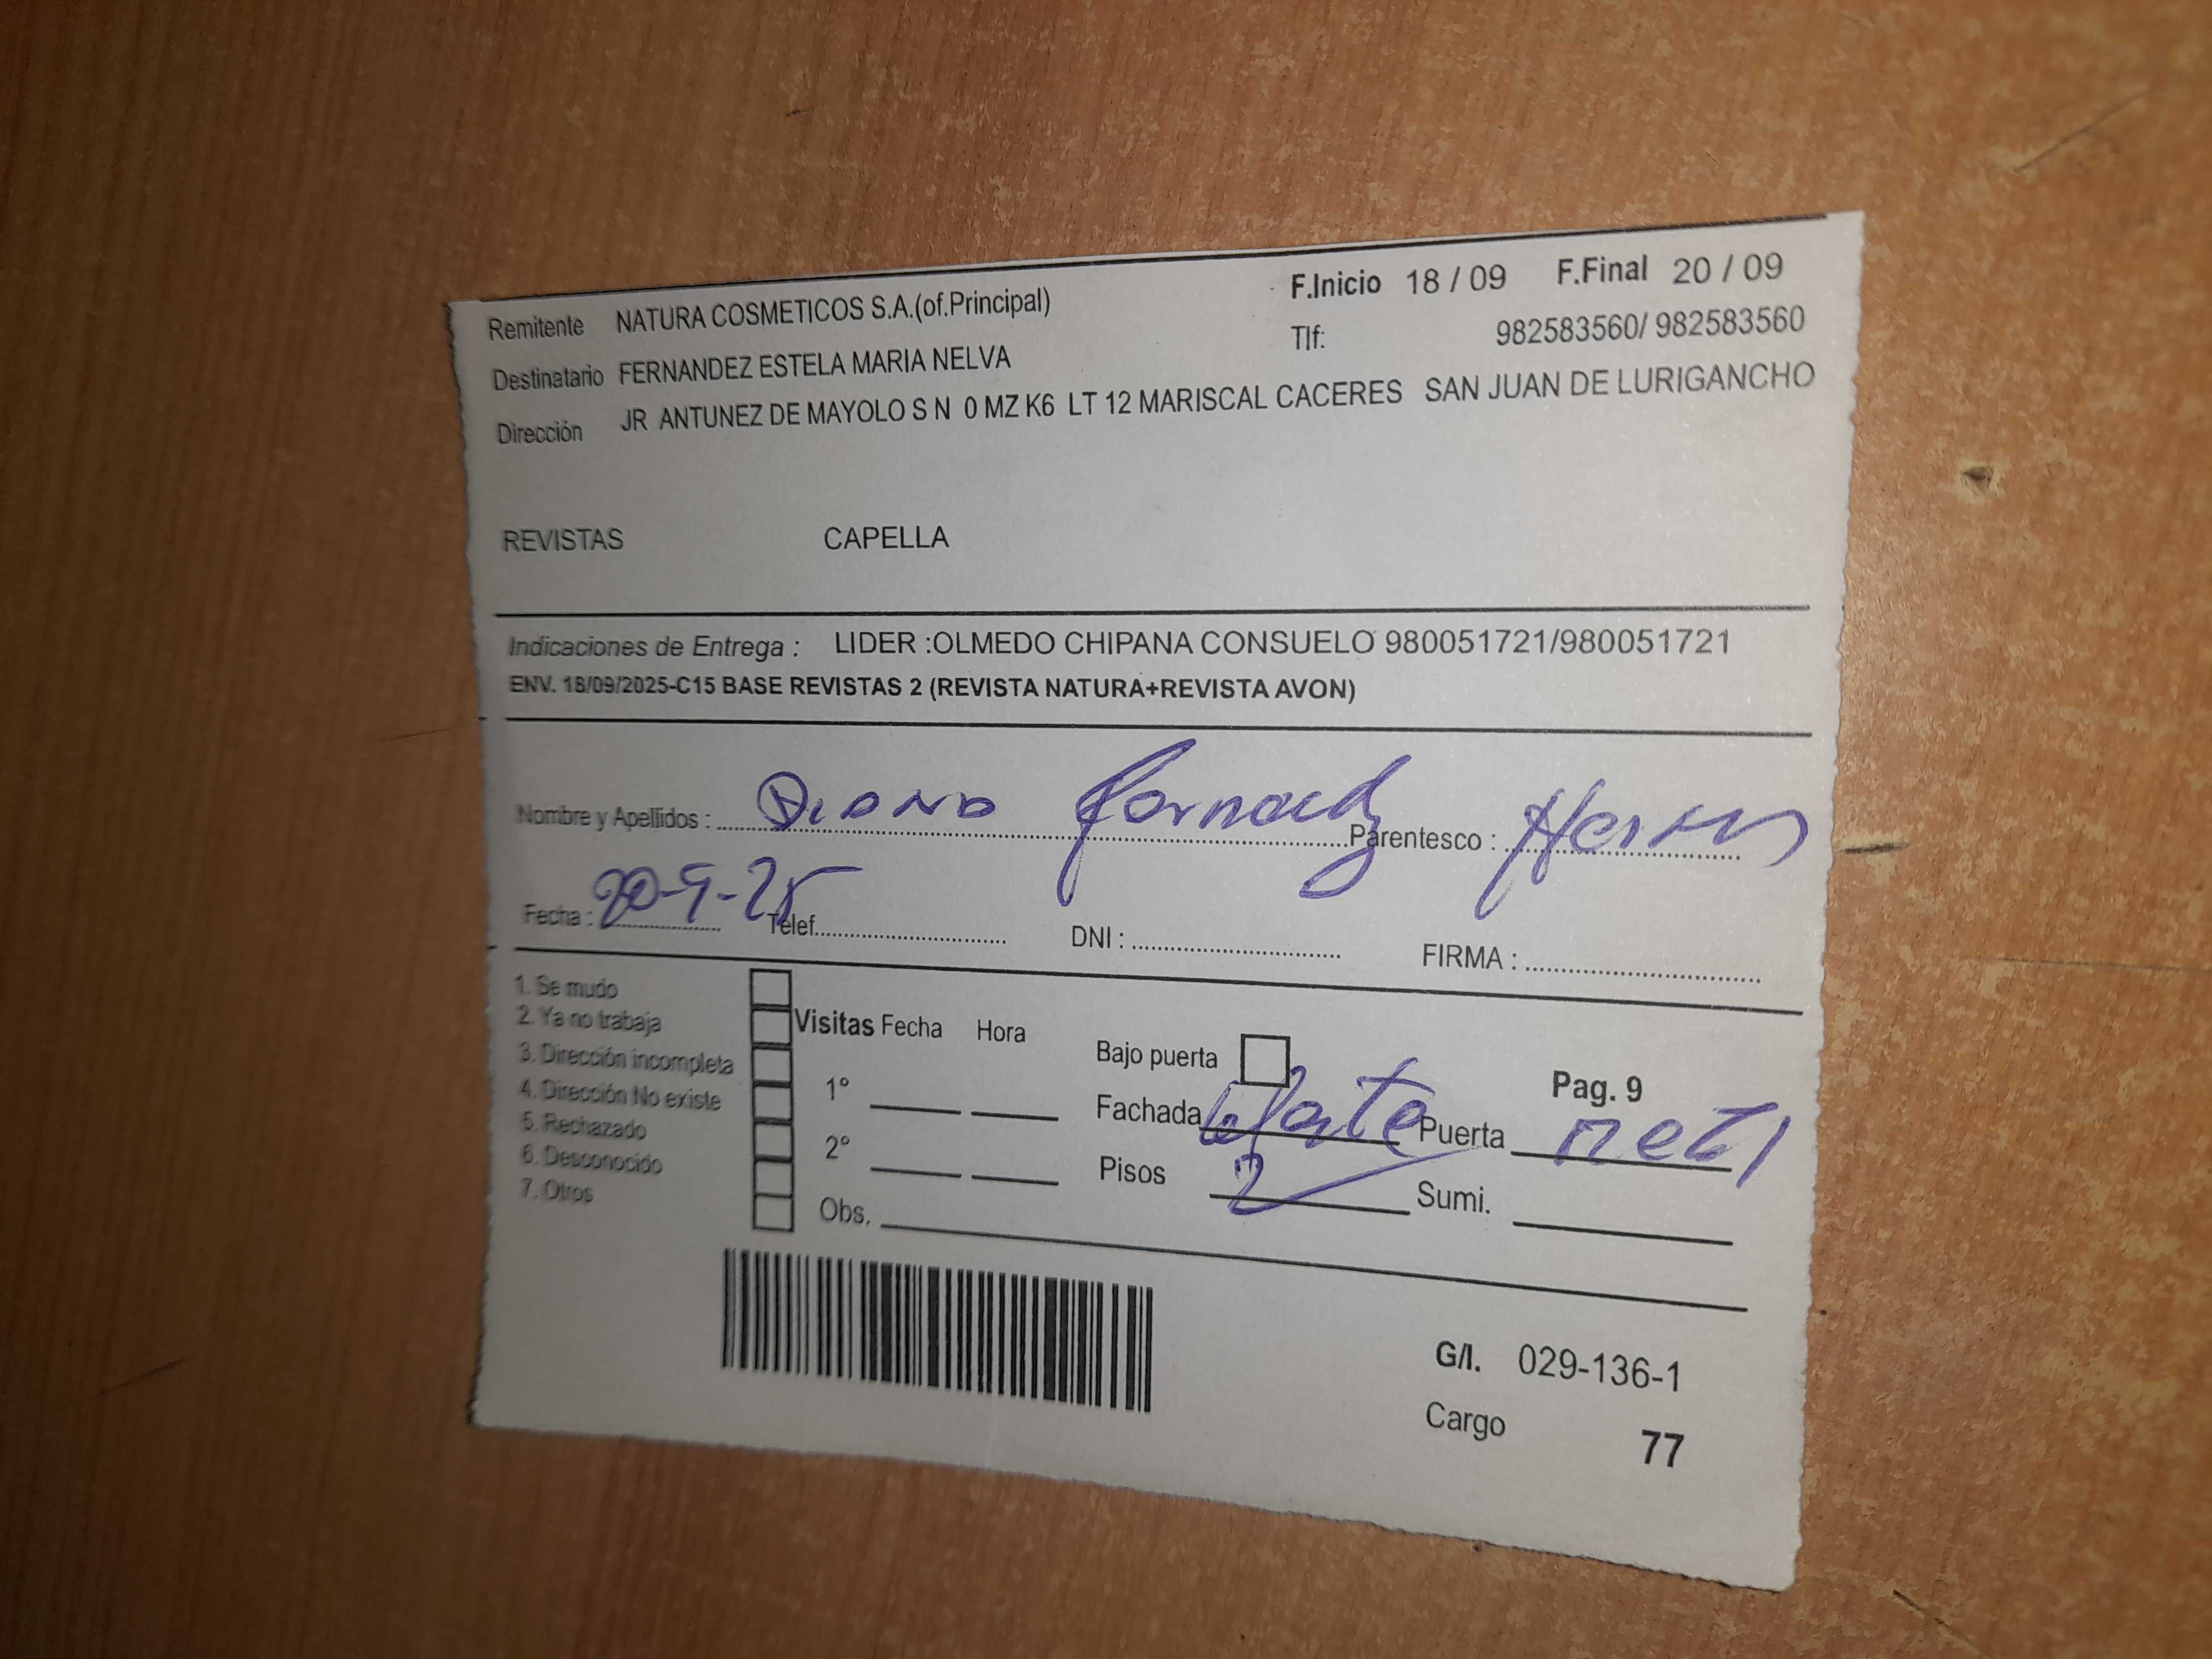 F.Inicio 18 / 09 F.Final 20 / 09
Remitente NATURA COSMETICOS S.A.(of.Principal)
Tlf: 982583560/ 982583560
Destinatario FERNANDEZ ESTELA MARIA NELVA
Dirección JR ANTUNEZ DE MAYOLO S N 0 MZ K6 LT 12 MARISCAL CACERES SAN JUAN DE LURIGANCHO
REVISTAS CAPELLA
Indicaciones de Entrega : LIDER :OLMEDO CHIPANA CONSUELO 980051721/980051721
ENV. 18/09/2025-C15 BASE REVISTAS 2 (REVISTA NATURA+REVISTA AVON)
Nombre y Apellidos : Diana Parentesco :
Fecha : 20-9-25 Telef. DNI : FIRMA :
1. Se mudo
2. Ya no trabaja
3. Dirección incompleta
4. Dirección No existe
5. Rechazado
6. Desconocido
7. Otros
Visitas Fecha Hora
1º
2º
Obs.
Bajo puerta
Pag. 9
Fachada Puerta
Pisos 2 Sumi.
G/I. 029-136-1
Cargo 77